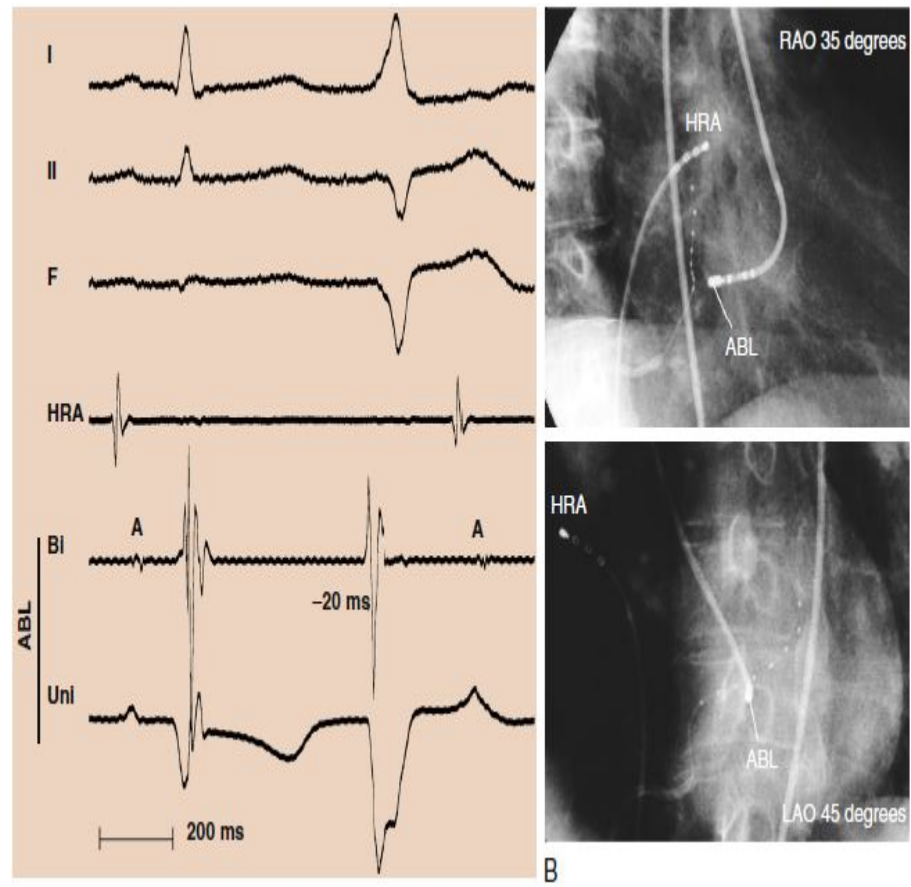 I
II
F
HRA
A
A
Bi
–20 ms
ABL
Uni
200 ms
RAO 35 degrees
HRA
ABL
HRA
ABL
LAO 45 degrees
B